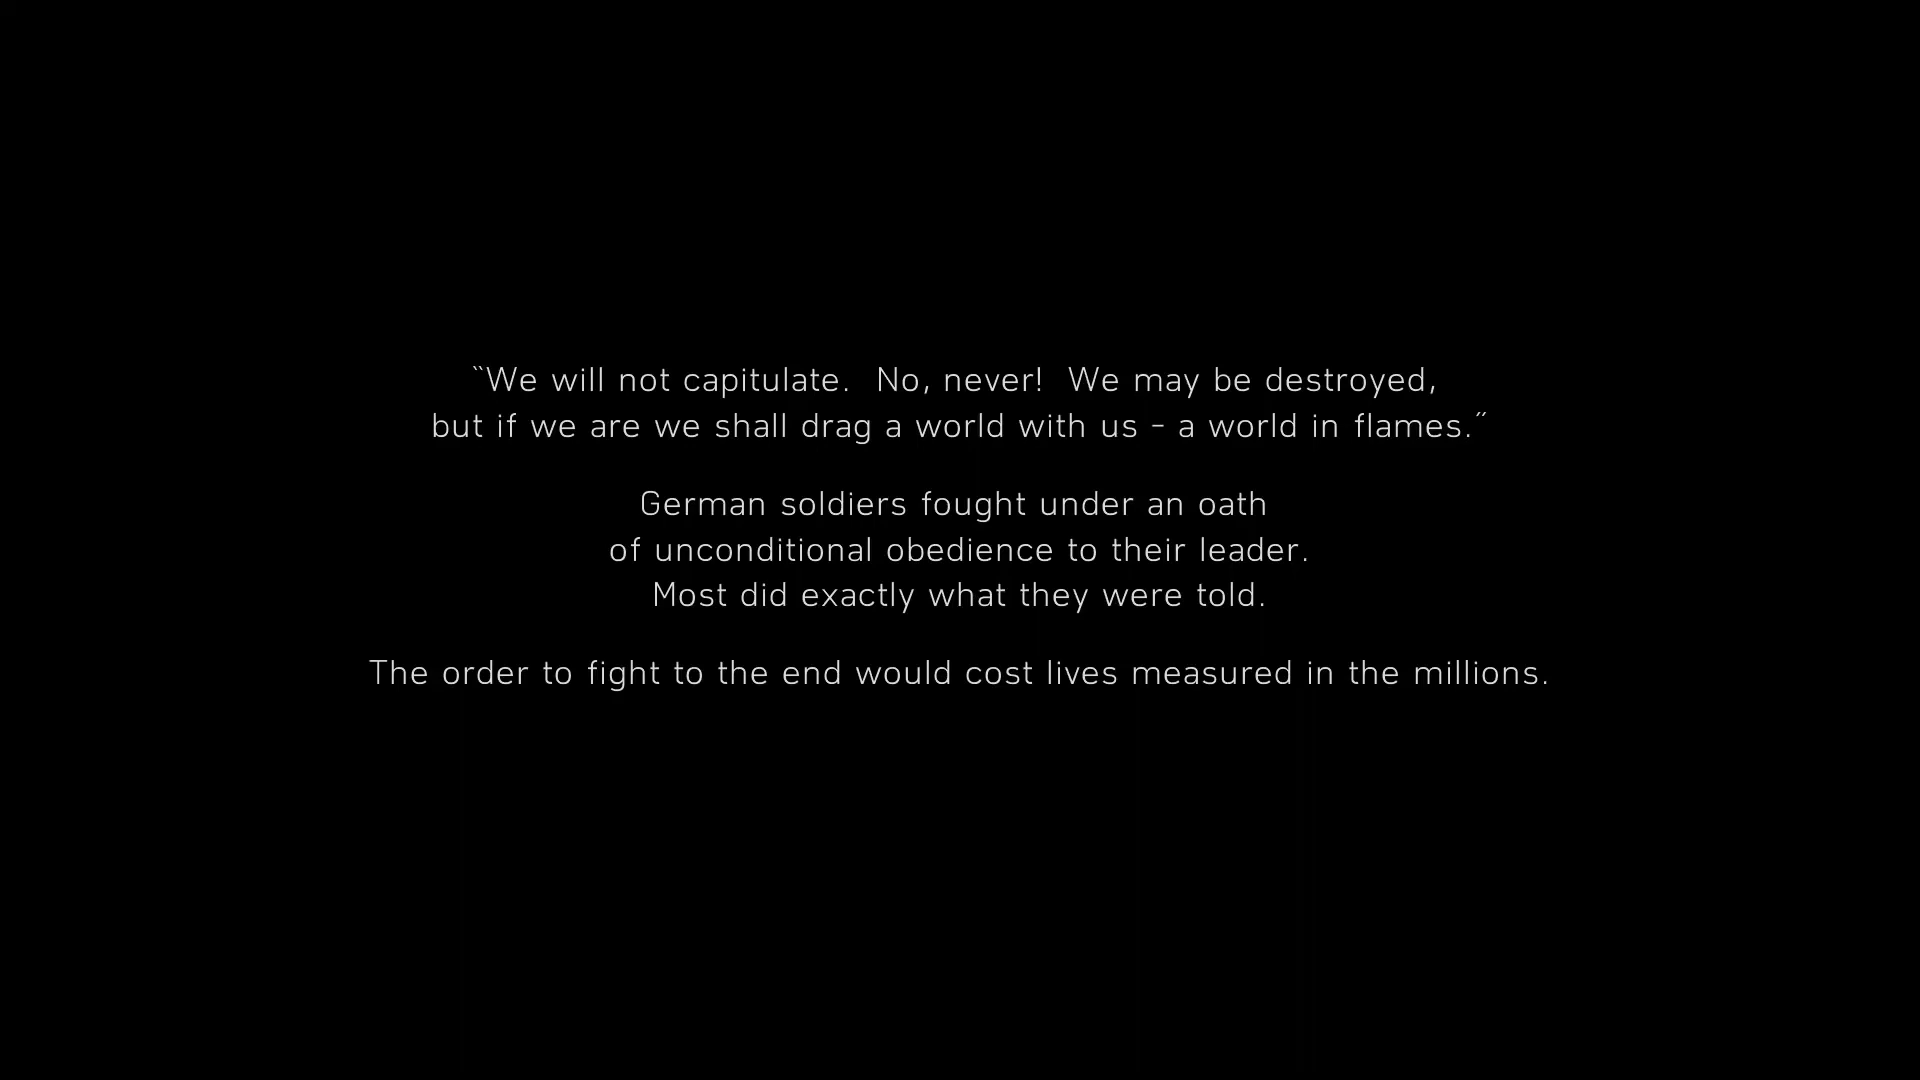 “We will not capitulate.  No, never!  We may be destroyed,
but if we are we shall drag a world with us - a world in flames.”
German soldiers fought under an oath
of unconditional obedience to their leader.
Most did exactly what they were told.
The order to fight to the end would cost lives measured in the millions.